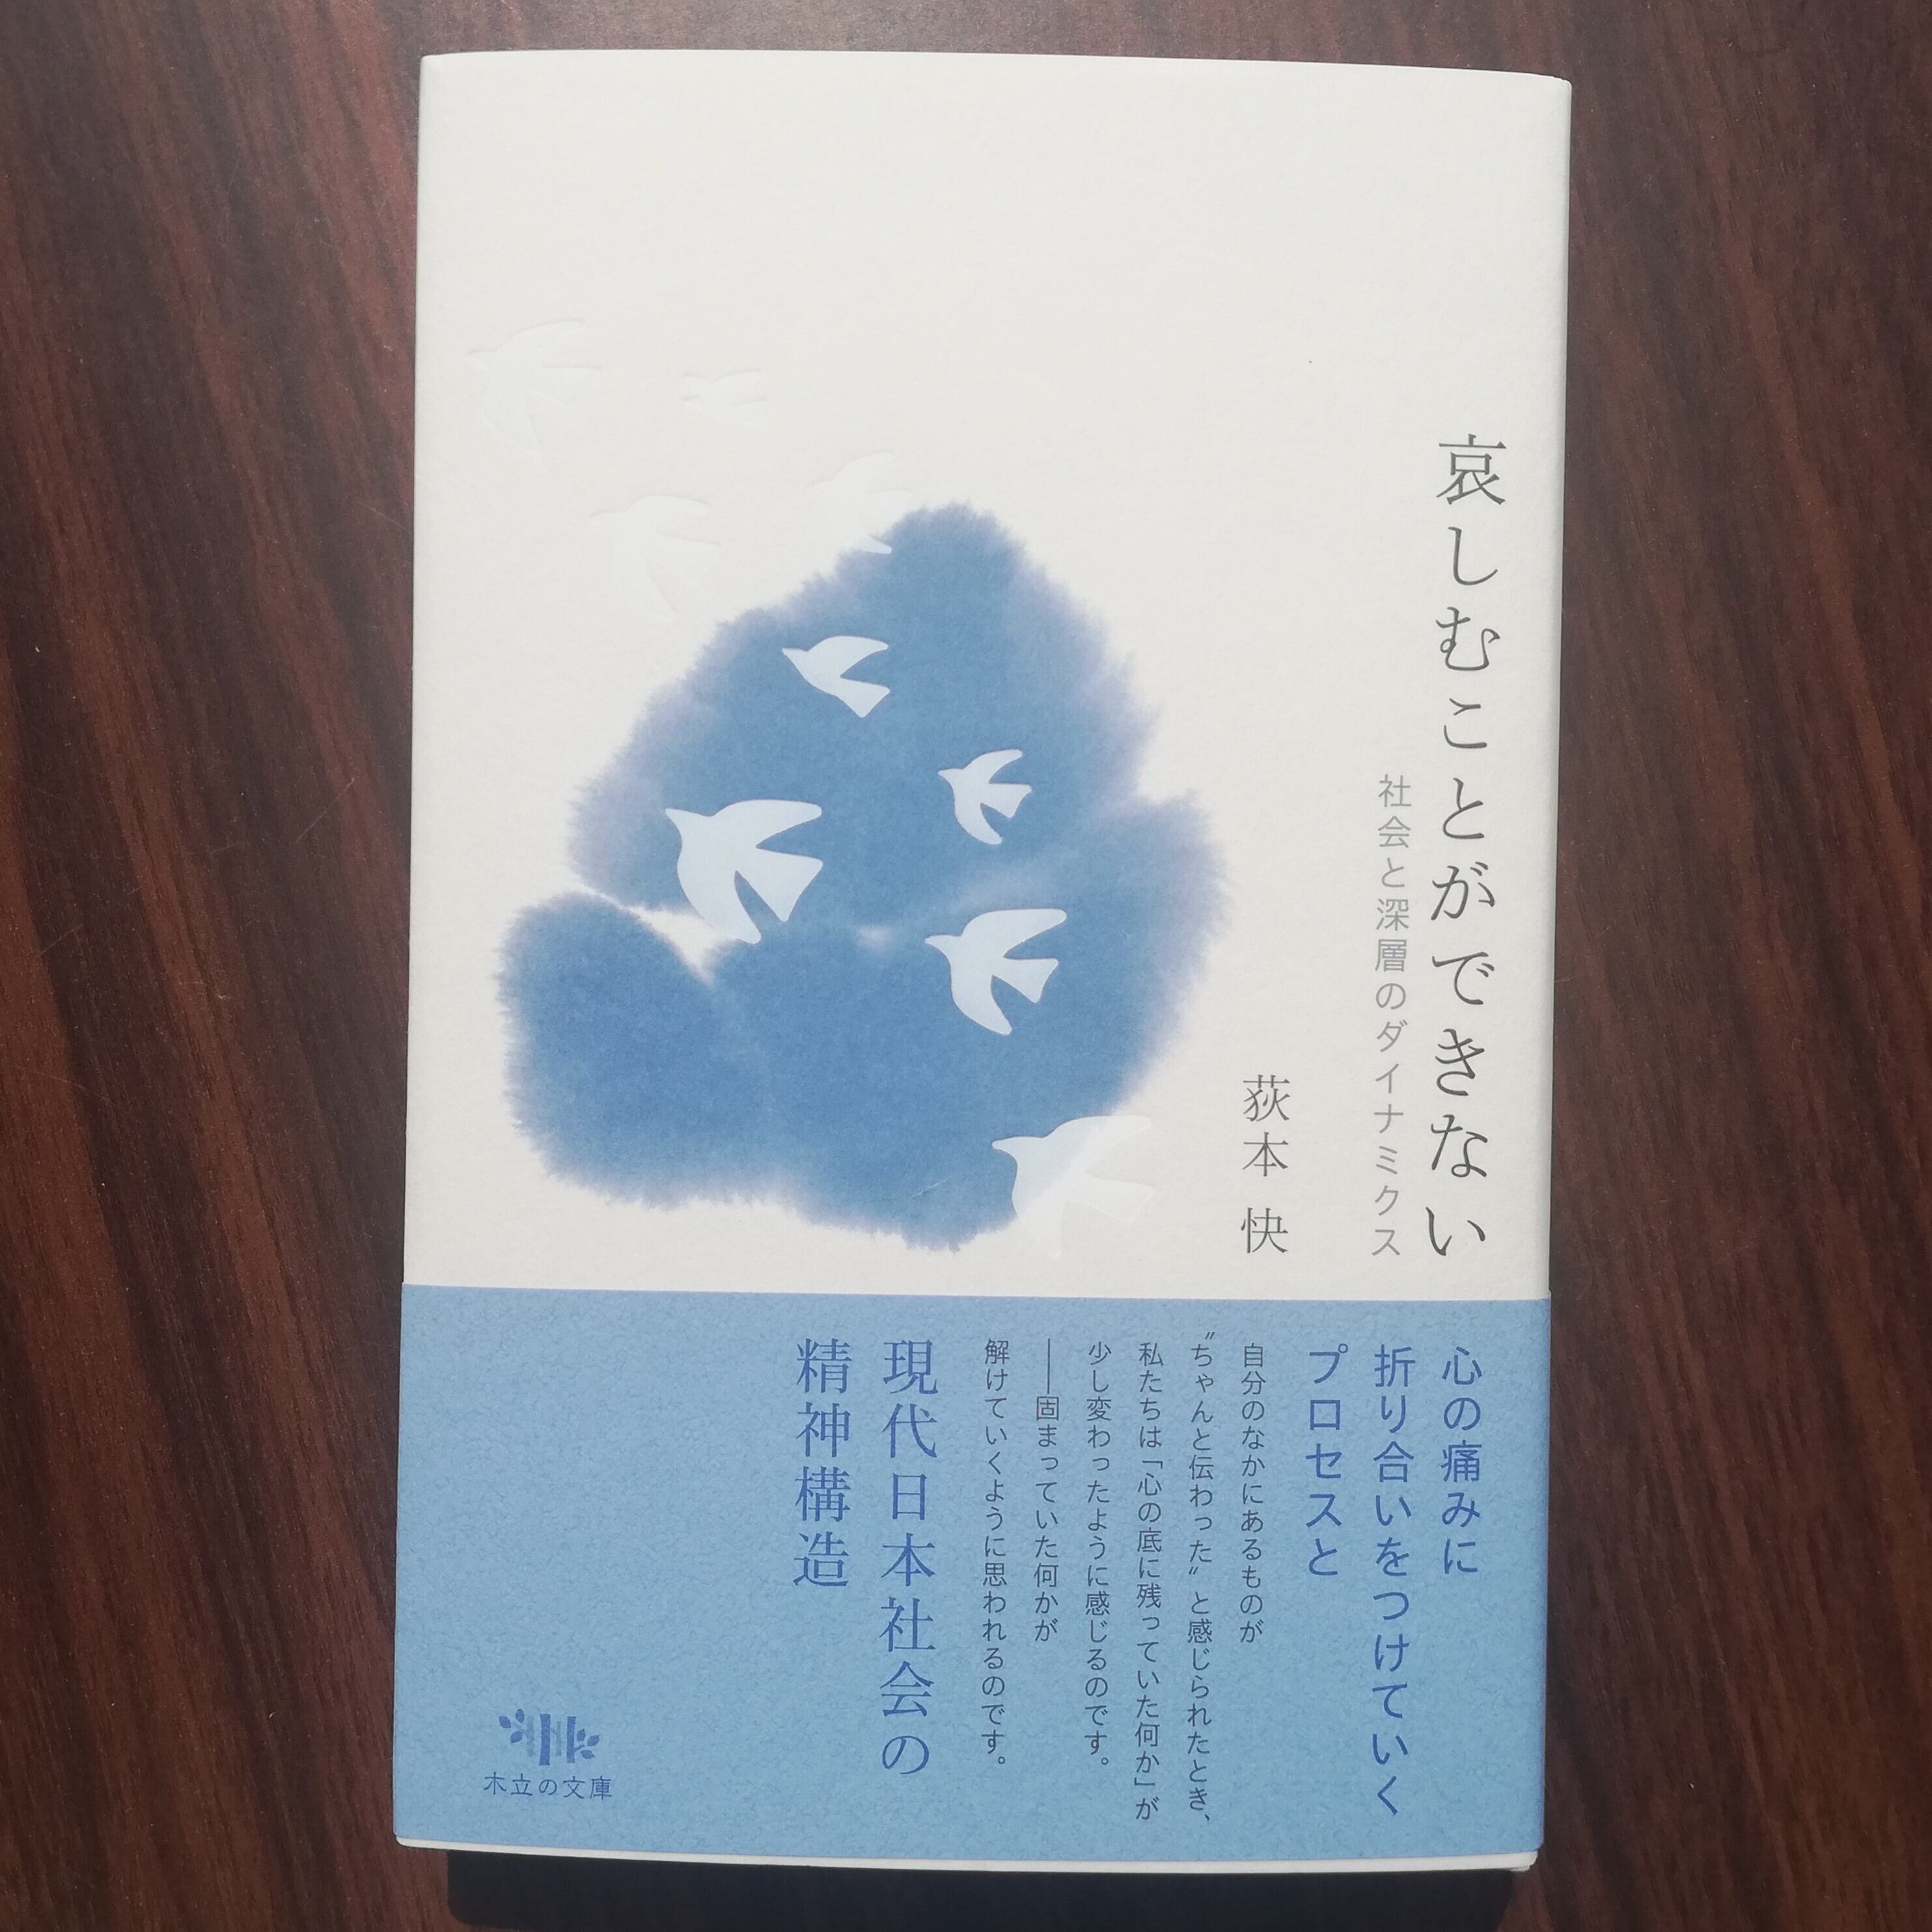 哀しむことができない
社会と深層のダイナミクス
荻本 快
心の痛みに
折り合いをつけていく
プロセスと
自分のなかにあるものが
〝ちゃんと伝わった〟と感じられたとき、
私たちは「心の底に残っていた何か」が
少し変わったように感じるのです。
――固まっていた何かが
解けていくように思われるのです。
現代日本社会の
精神構造
木立の文庫